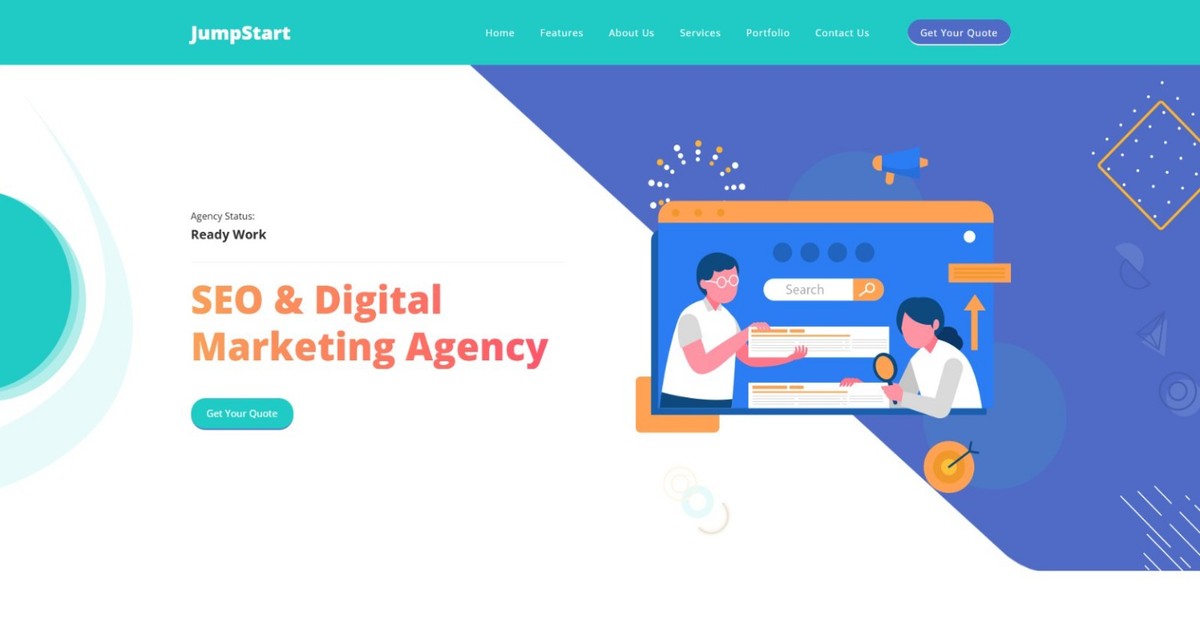 JumpStart
Home Features About Us Services Portfolio Contact Us Get Your Quote
Agency Status:
Ready Work
SEO & Digital
Marketing Agency
Get Your Quote
Search